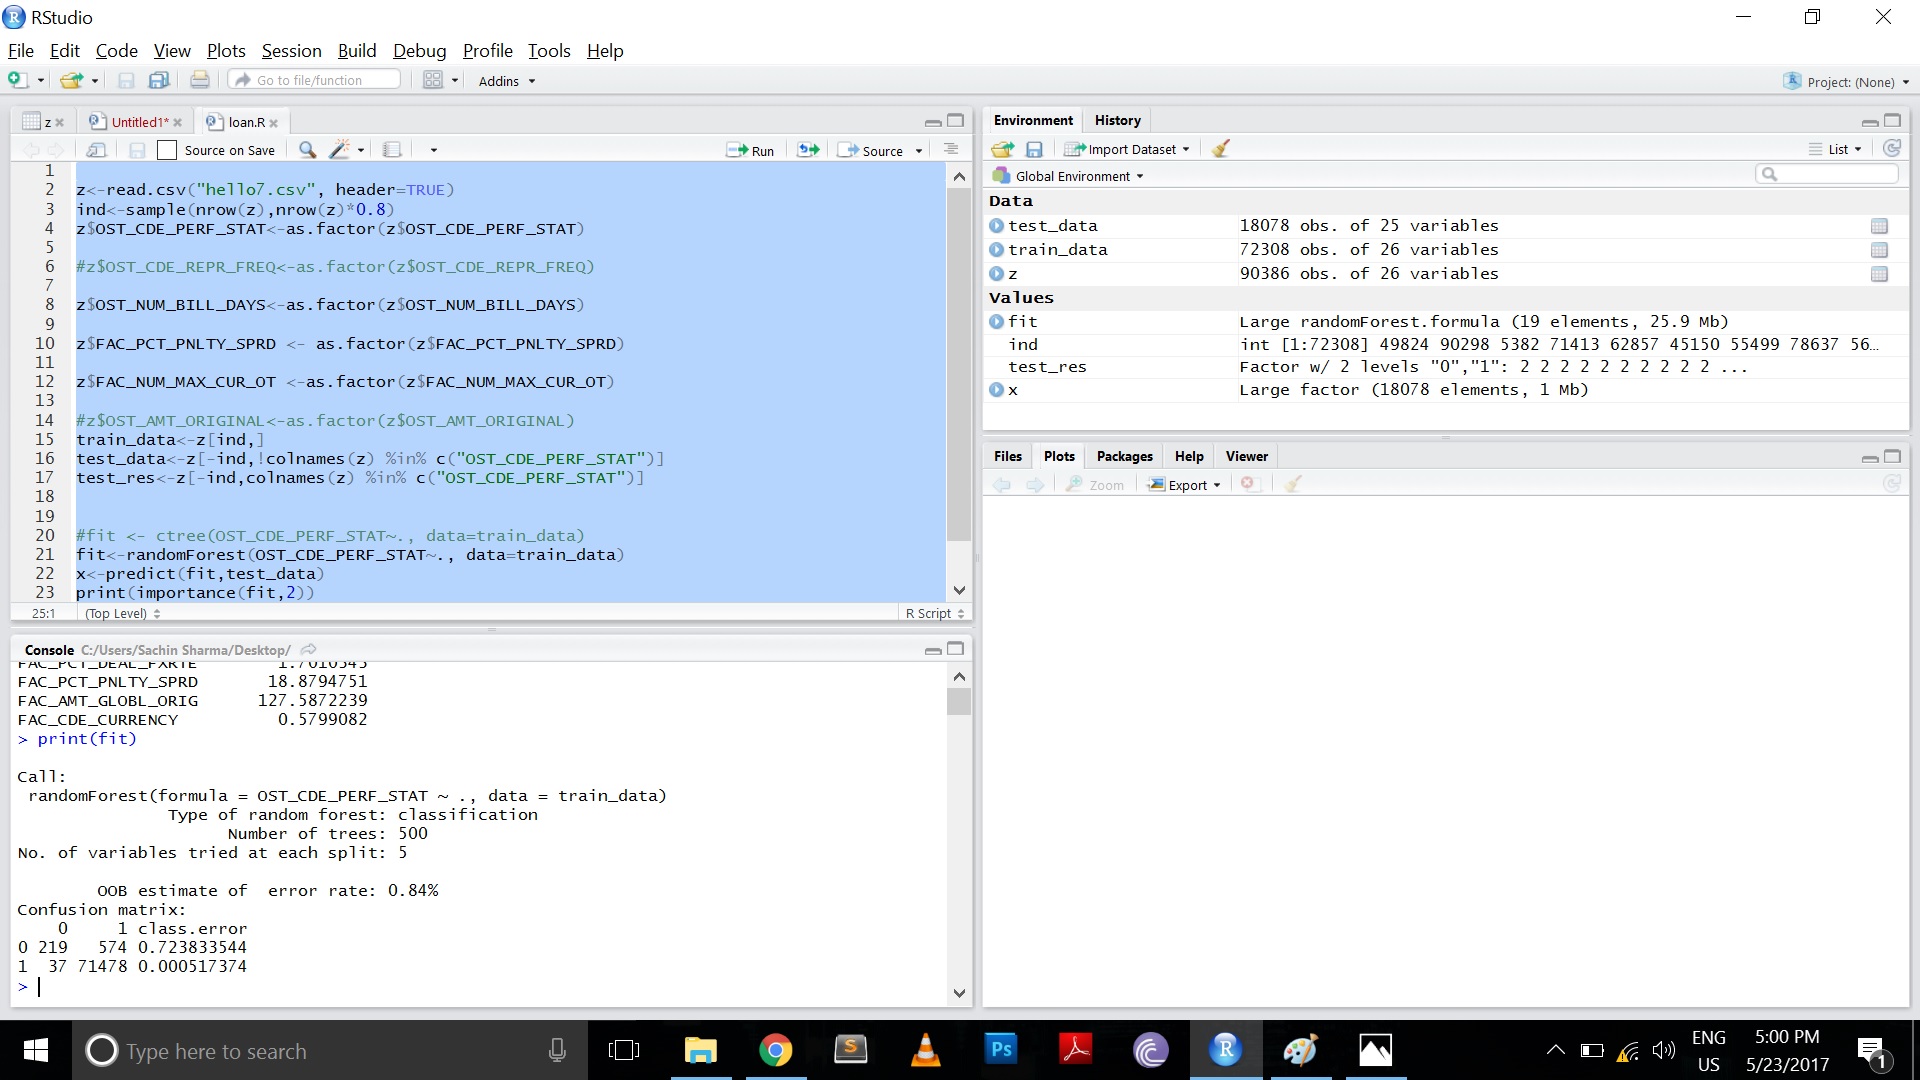 RStudio
File Edit Code View Plots Session Build Debug Profile Tools Help
Go to file/function Addins Project: (None)
z Untitled1* loan.R
Source on Save Run Source
1
2 z<-read.csv("hello7.csv", header=TRUE)
3 ind<-sample(nrow(z),nrow(z)*0.8)
4 z$OST_CDE_PERF_STAT<-as.factor(z$OST_CDE_PERF_STAT)
5
6 #z$OST_CDE_REPR_FREQ<-as.factor(z$OST_CDE_REPR_FREQ)
7
8 z$OST_NUM_BILL_DAYS<-as.factor(z$OST_NUM_BILL_DAYS)
9
10 z$FAC_PCT_PNLTY_SPRD <- as.factor(z$FAC_PCT_PNLTY_SPRD)
11
12 z$FAC_NUM_MAX_CUR_OT <-as.factor(z$FAC_NUM_MAX_CUR_OT)
13
14 #z$OST_AMT_ORIGINAL<-as.factor(z$OST_AMT_ORIGINAL)
15 train_data<-z[ind,]
16 test_data<-z[-ind,!colnames(z) %in% c("OST_CDE_PERF_STAT")]
17 test_res<-z[-ind,colnames(z) %in% c("OST_CDE_PERF_STAT")]
18
19
20 #fit <- ctree(OST_CDE_PERF_STAT~., data=train_data)
21 fit<-randomForest(OST_CDE_PERF_STAT~., data=train_data)
22 x<-predict(fit,test_data)
23 print(importance(fit,2))
25:1 (Top Level) R Script
Console C:/Users/Sachin Sharma/Desktop/
FAC_PCT_DEAL_FXRTE 1.7010345
FAC_PCT_PNLTY_SPRD 18.8794751
FAC_AMT_GLOBL_ORIG 127.5872239
FAC_CDE_CURRENCY 0.5799082
> print(fit)
Call:
randomForest(formula = OST_CDE_PERF_STAT ~ ., data = train_data)
Type of random forest: classification
Number of trees: 500
No. of variables tried at each split: 5
OOB estimate of error rate: 0.84%
Confusion matrix:
0 1 class.error
0 219 574 0.723833544
1 37 71478 0.000517374
>
Environment History
Import Dataset List
Global Environment
Data
test_data 18078 obs. of 25 variables
train_data 72308 obs. of 26 variables
z 90386 obs. of 26 variables
Values
fit Large randomForest.formula (19 elements, 25.9 Mb)
ind int [1:72308] 49824 90298 5382 71413 62857 45150 55499 78637 56…
test_res Factor w/ 2 levels "0","1": 2 2 2 2 2 2 2 2 2 2 ...
x Large factor (18078 elements, 1 Mb)
Files Plots Packages Help Viewer
Zoom Export
Type here to search
ENG 5:00 PM
US 5/23/2017 1